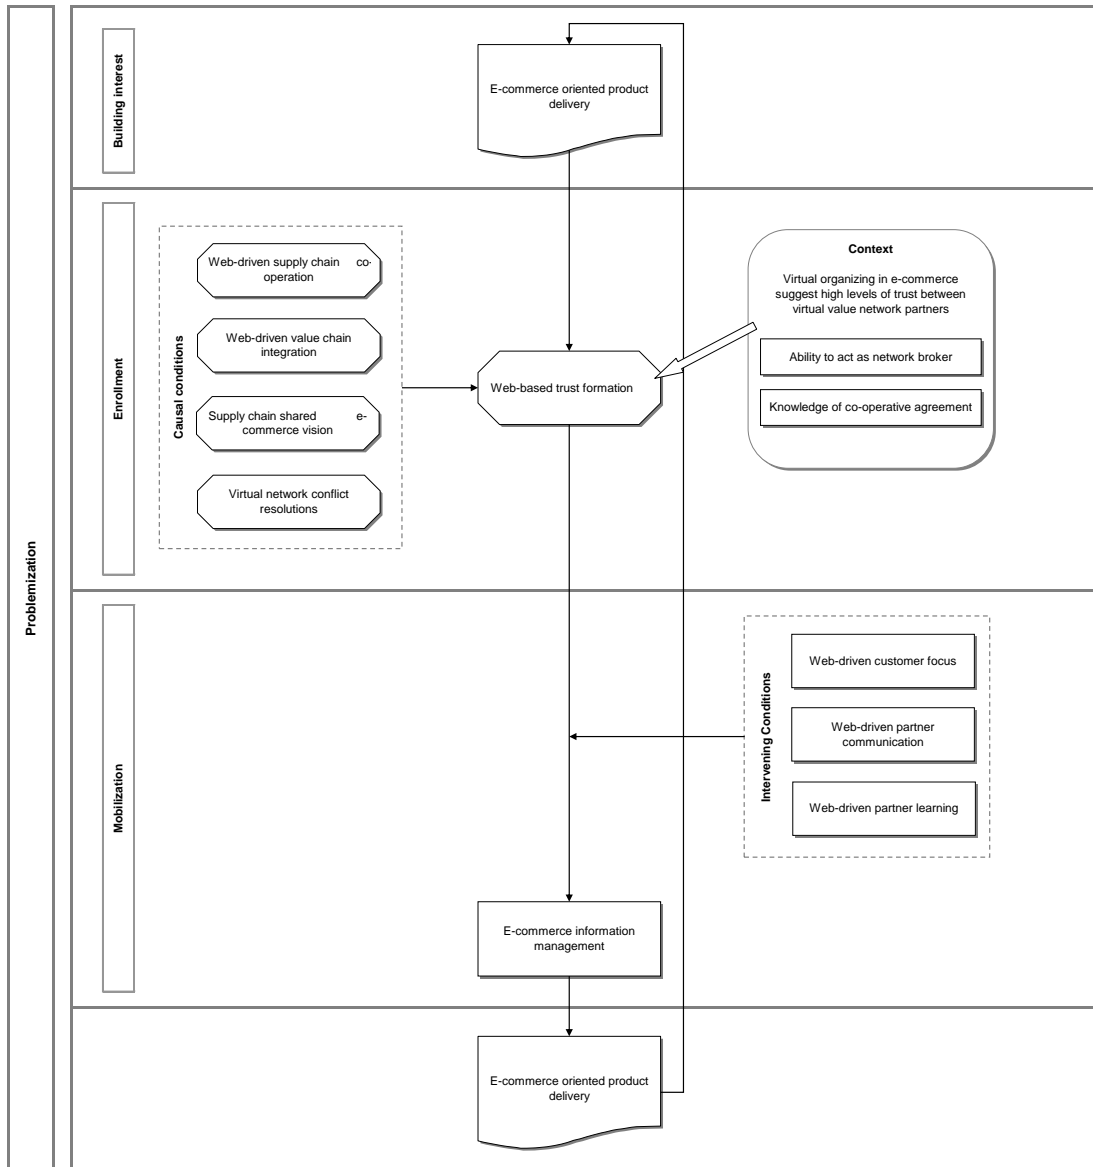 Problemization
Building interest
E-commerce oriented product
delivery
Enrollment
Causal conditions
Web-driven supply chain co-
operation
Web-driven value chain
integration
Supply chain shared e-
commerce vision
Virtual network conflict
resolutions
Web-based trust formation
Context
Virtual organizing in e-commerce
suggest high levels of trust between
virtual value network partners
Ability to act as network broker
Knowledge of co-operative agreement
Mobilization
Intervening Conditions
Web-driven customer focus
Web-driven partner
communication
Web-driven partner learning
E-commerce information
management
E-commerce oriented product
delivery